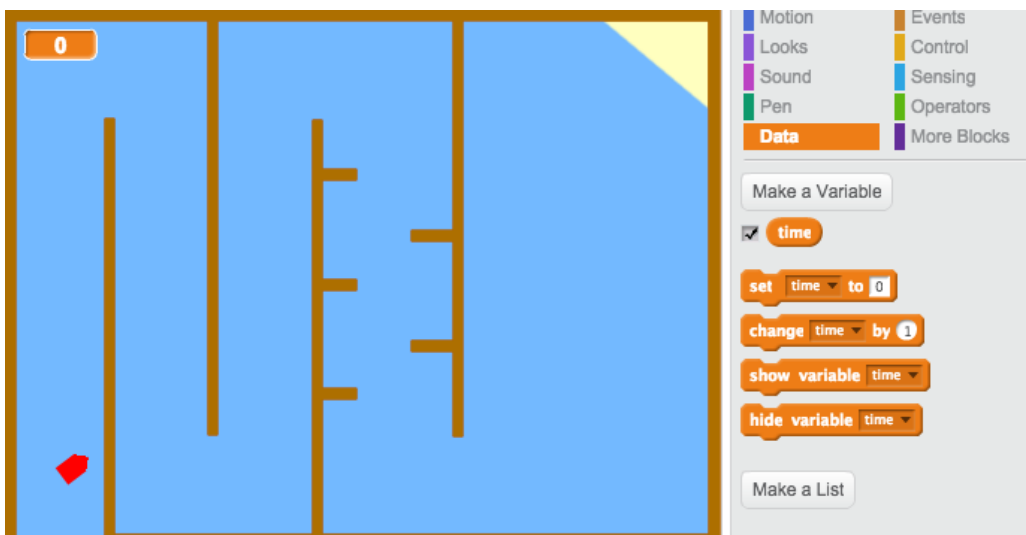 0
Motion Events
Looks Control
Sound Sensing
Pen Operators
Data More Blocks
Make a Variable
time
set time to 0
change time by 1
show variable time
hide variable time
Make a List